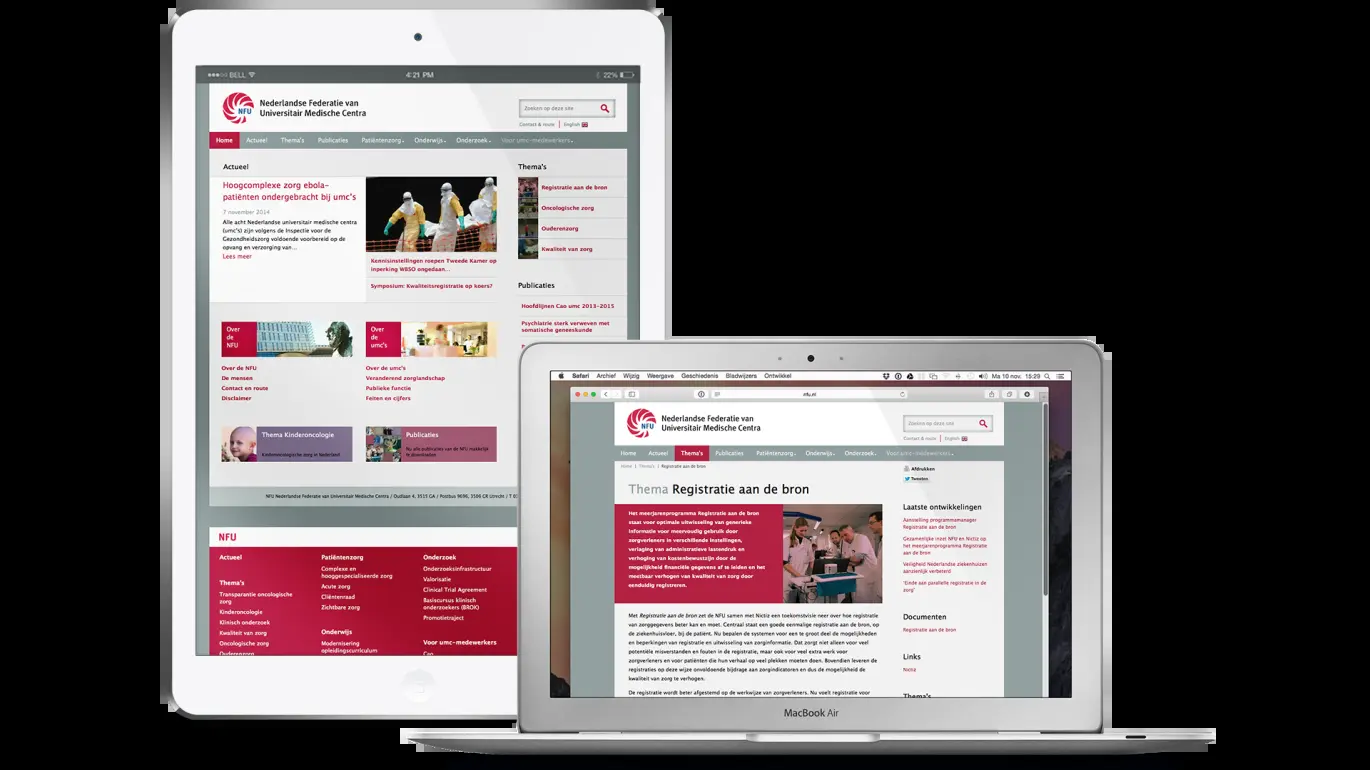 BELL
4:21 PM
22%
NFU
Nederlandse Federatie van
Universitair Medische Centra
Zoeken op deze site
Contact & route | English
Home Actueel Thema's Publicaties Patiëntenzorg Onderwijs Onderzoek Voor umc-medewerkers
Actueel
Hoogcomplexe zorg ebola-
patiënten ondergebracht bij umc's
7 november 2014
Alle acht Nederlandse universitair medische centra
(umc's) zijn volgens de Inspectie voor de
Gezondheidszorg voldoende voorbereid op de
opvang en verzorging van...
Lees meer
Kennisinstellingen roepen Tweede Kamer op
inperking WBSO ongedaan...
Symposium: Kwaliteitsregistratie op koers?
Thema's
Registratie aan de bron
Oncologische zorg
Ouderenzorg
Kwaliteit van zorg
Publicaties
Hoofdlijnen Cao umc 2013-2015
Psychiatrie sterk verweven met
somatische geneeskunde
Over
de
NFU
Over de NFU
De mensen
Contact en route
Disclaimer
Over
de
umc's
Over de umc's
Veranderend zorglandschap
Publieke functie
Feiten en cijfers
Thema Kinderoncologie
Kinderoncologische zorg in Nederland
Publicaties
Nu alle publicaties van de NFU makkelijk
te downloaden
NFU Nederlandse Federatie van Universitair Medische Centra / Oudlaan 4, 3515 GA / Postbus 9696, 3506 GR Utrecht / T 03
NFU
Actueel
Thema's
Transparantie oncologische
zorg
Kinderoncologie
Klinisch onderzoek
Kwaliteit van zorg
Oncologische zorg
Ouderenzorg
Patiëntenzorg
Complexe en
hooggespecialiseerde zorg
Acute zorg
Cliëntenraad
Zichtbare zorg
Onderwijs
Modernisering
opleidingscurriculum
Onderzoek
Onderzoeksinfrastructuur
Valorisatie
Clinical Trial Agreement
Basiscursus klinisch
onderzoekers (BROK)
Promotietraject
Voor umc-medewerkers
Cao
Safari Archief Wijzig Weergave Geschiedenis Bladwijzers Ontwikkel
Ma 10 nov. 15:29
nfu.nl
NFU
Nederlandse Federatie van
Universitair Medische Centra
Zoeken op deze site
Contact & route | English
Home Actueel Thema's Publicaties Patiëntenzorg Onderwijs Onderzoek Voor umc-medewerkers
Home | Thema's | Registratie aan de bron
Thema Registratie aan de bron
Het meerjarenprogramma Registratie aan de bron
staat voor optimale uitwisseling van generieke
informatie voor meervoudig gebruik door
zorgverleners in verschillende instellingen,
verlaging van administratieve lastendruk en
verhoging van kostenbewustzijn door de
mogelijkheid financiële gegevens af te leiden en het
meetbaar verhogen van kwaliteit van zorg door
eenduidig registreren.
Met Registratie aan de bron zet de NFU samen met Nictiz een toekomstvisie neer over hoe registratie
van zorggegevens beter kan en moet. Centraal staat een goede eenmalige registratie aan de bron, op
de ziekenhuisvloer, bij de patiënt. Nu bepalen de systemen voor een te groot deel de mogelijkheden
en beperkingen van registratie en uitwisseling van zorginformatie. Dat zorgt niet alleen voor veel
potentiële misverstanden en fouten in de registratie, maar ook voor veel extra werk voor
zorgverleners en voor patiënten die hun verhaal op veel plekken moeten doen. Bovendien leveren de
registraties op deze wijze onvoldoende bijdrage aan zorgindicatoren en dus de mogelijkheid de
kwaliteit van zorg te verhogen.
De registratie wordt beter afgestemd op de werkwijze van zorgverleners. Nu voelt registratie voor
Afdrukken
Tweeten
Laatste ontwikkelingen
Aanstelling programmamanager
Registratie aan de bron
Gezamenlijke inzet NFU en Nictiz op
het meerjarenprogramma Registratie
aan de bron
Veiligheid Nederlandse ziekenhuizen
aanzienlijk verbeterd
'Einde aan parallelle registratie in de
zorg'
Documenten
Registratie aan de bron
Links
Nictiz
Thema's
MacBook Air